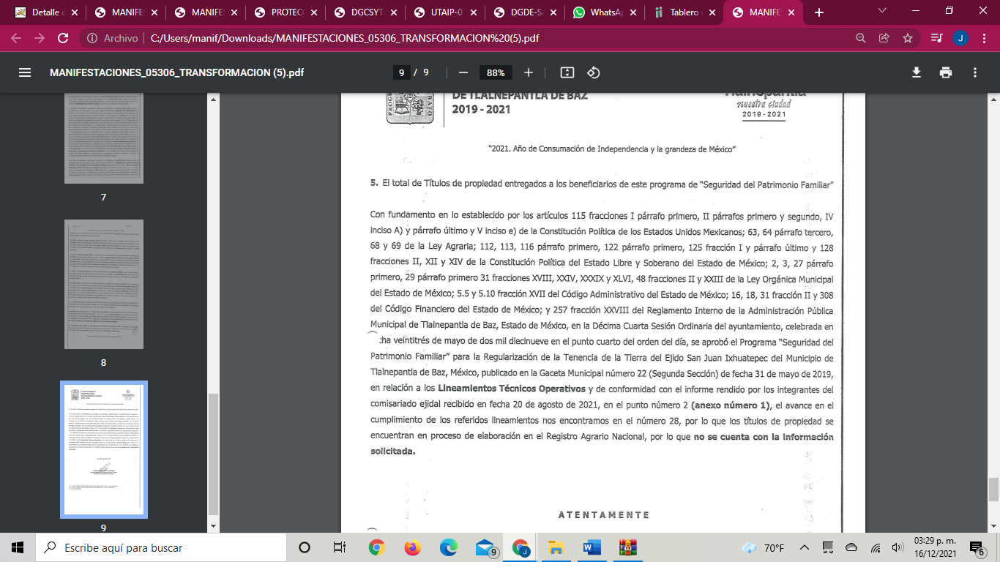 Detalle c
MANIFES
MANIFES
PROTECC
DGCSYT
UTAIP-0
DGDE-SA
WhatsAp
Tablero
MANIFES
Archivo
C:/Users/manif/Downloads/MANIFESTACIONES_05306_TRANSFORMACION%20(5).pdf
J
MANIFESTACIONES_05306_TRANSFORMACION (5).pdf
9 / 9
88%
7
8
9
DE TLALNEPANTLA DE BAZ
2019 - 2021
nuestra ciudad
2019 - 2021
"2021. Año de Consumación de Independencia y la grandeza de México"
5. El total de Títulos de propiedad entregados a los beneficiarios de este programa de "Seguridad del Patrimonio Familiar"
Con fundamento en lo establecido por los artículos 115 fracciones I párrafo primero, II párrafos primero y segundo, IV
inciso A) y párrafo último y V inciso e) de la Constitución Política de los Estados Unidos Mexicanos; 63, 64 párrafo tercero,
68 y 69 de la Ley Agraria; 112, 113, 116 párrafo primero, 122 párrafo primero, 125 fracción I y párrafo último y 128
fracciones II, XII y XIV de la Constitución Política del Estado Libre y Soberano del Estado de México; 2, 3, 27 párrafo
primero, 29 párrafo primero 31 fracciones XVIII, XXIV, XXXIX y XLVI, 48 fracciones II y XXIII de la Ley Orgánica Municipal
del Estado de México; 5.5 y 5.10 fracción XVII del Código Administrativo del Estado de México; 16, 18, 31 fracción II y 308
del Código Financiero del Estado de México; y 257 fracción XXVIII del Reglamento Interno de la Administración Pública
Municipal de Tlalnepantla de Baz, Estado de México, en la Décima Cuarta Sesión Ordinaria del ayuntamiento, celebrada en
cha veintitrés de mayo de dos mil diecinueve en el punto cuarto del orden del día, se aprobó el Programa "Seguridad del
Patrimonio Familiar" para la Regularización de la Tenencia de la Tierra del Ejido San Juan Ixhuatepec del Municipio de
Tlalnepantla de Baz, México, publicado en la Gaceta Municipal número 22 (Segunda Sección) de fecha 31 de mayo de 2019,
en relación a los Lineamientos Técnicos Operativos y de conformidad con el informe rendido por los integrantes del
comisariado ejidal recibido en fecha 20 de agosto de 2021, en el punto número 2 (anexo número 1), el avance en el
cumplimiento de los referidos lineamientos nos encontramos en el número 28, por lo que los títulos de propiedad se
encuentran en proceso de elaboración en el Registro Agrario Nacional, por lo que no se cuenta con la información
solicitada.
ATENTAMENTE
Escribe aquí para buscar
9
J
70°F
03:29 p. m.
16/12/2021
6